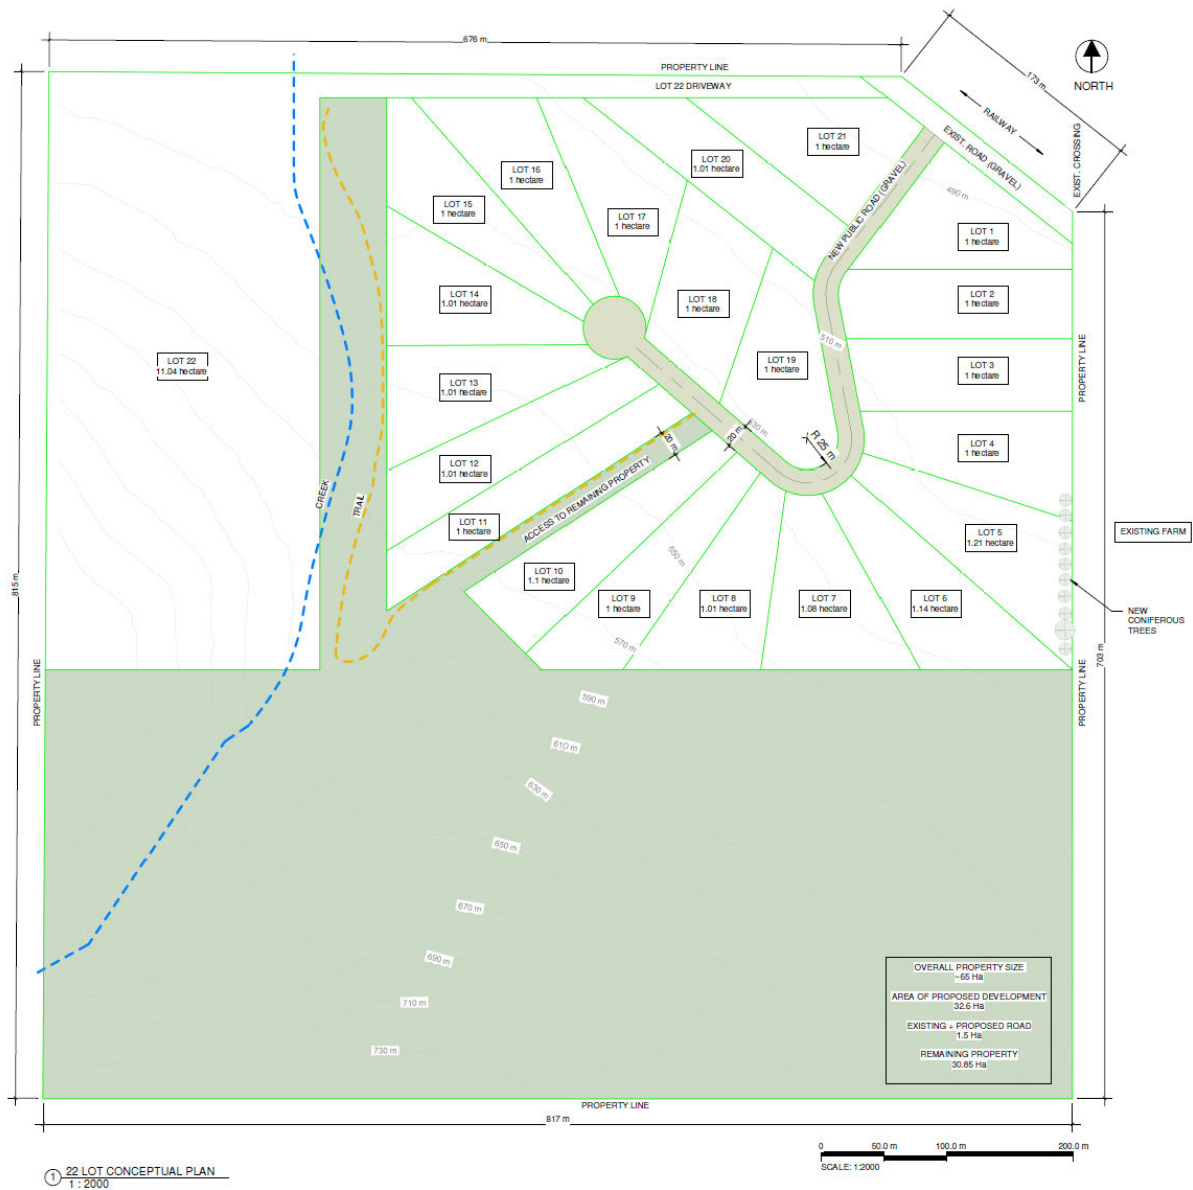 676 m
173 m
NORTH
PROPERTY LINE
LOT 22 DRIVEWAY
RAILWAY
EXIST. CROSSING
EXIST. ROAD (GRAVEL)
LOT 21
1 hectare
LOT 20
1.01 hectare
LOT 16
1 hectare
LOT 15
1 hectare
LOT 17
1 hectare
NEW PUBLIC ROAD (GRAVEL)
490 m
LOT 1
1 hectare
LOT 14
1.01 hectare
LOT 18
1 hectare
LOT 2
1 hectare
510 m
PROPERTY LINE
LOT 22
11.04 hectare
LOT 19
1 hectare
LOT 3
1 hectare
LOT 13
1.01 hectare
530 m
20 m
20 m
R 25 m
LOT 4
1 hectare
LOT 12
1.01 hectare
CREEK
TRAIL
ACCESS TO REMAINING PROPERTY
LOT 11
1 hectare
LOT 5
1.21 hectare
EXISTING FARM
550 m
LOT 10
1.1 hectare
815 m
LOT 9
1 hectare
LOT 8
1.01 hectare
LOT 7
1.08 hectare
LOT 6
1.14 hectare
NEW
CONIFEROUS
TREES
570 m
703 m
PROPERTY LINE
PROPERTY LINE
590 m
610 m
630 m
650 m
670 m
690 m
710 m
730 m
OVERALL PROPERTY SIZE
~65 Ha
AREA OF PROPOSED DEVELOPMENT
32.6 Ha
EXISTING + PROPOSED ROAD
1.5 Ha
REMAINING PROPERTY
30.85 Ha
PROPERTY LINE
817 m
0 50.0 m 100.0 m 200.0 m
SCALE: 1:2000
1 22 LOT CONCEPTUAL PLAN
1 : 2000